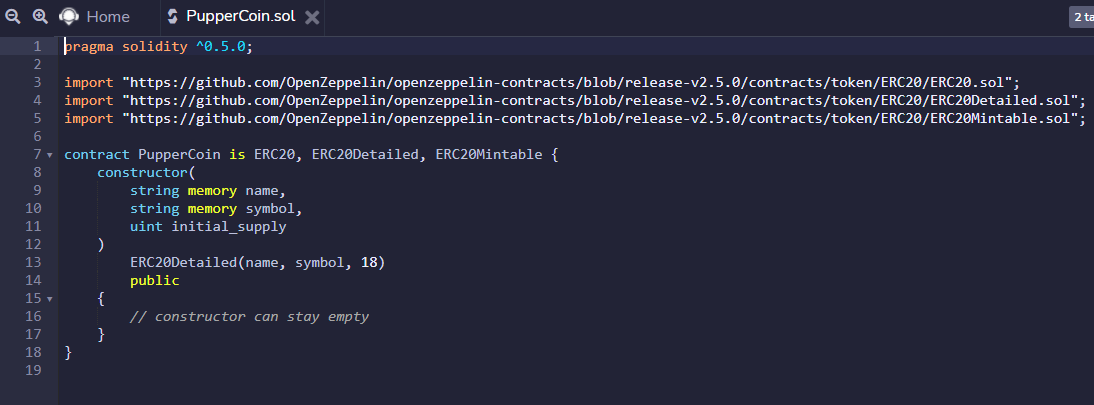 Home PupperCoin.sol
2 ta
1 pragma solidity ^0.5.0;
2
3 import "https://github.com/OpenZeppelin/openzeppelin-contracts/blob/release-v2.5.0/contracts/token/ERC20/ERC20.sol";
4 import "https://github.com/OpenZeppelin/openzeppelin-contracts/blob/release-v2.5.0/contracts/token/ERC20/ERC20Detailed.sol";
5 import "https://github.com/OpenZeppelin/openzeppelin-contracts/blob/release-v2.5.0/contracts/token/ERC20/ERC20Mintable.sol";
6
7 contract PupperCoin is ERC20, ERC20Detailed, ERC20Mintable {
8 constructor(
9 string memory name,
10 string memory symbol,
11 uint initial_supply
12 )
13 ERC20Detailed(name, symbol, 18)
14 public
15 {
16 // constructor can stay empty
17 }
18 }
19